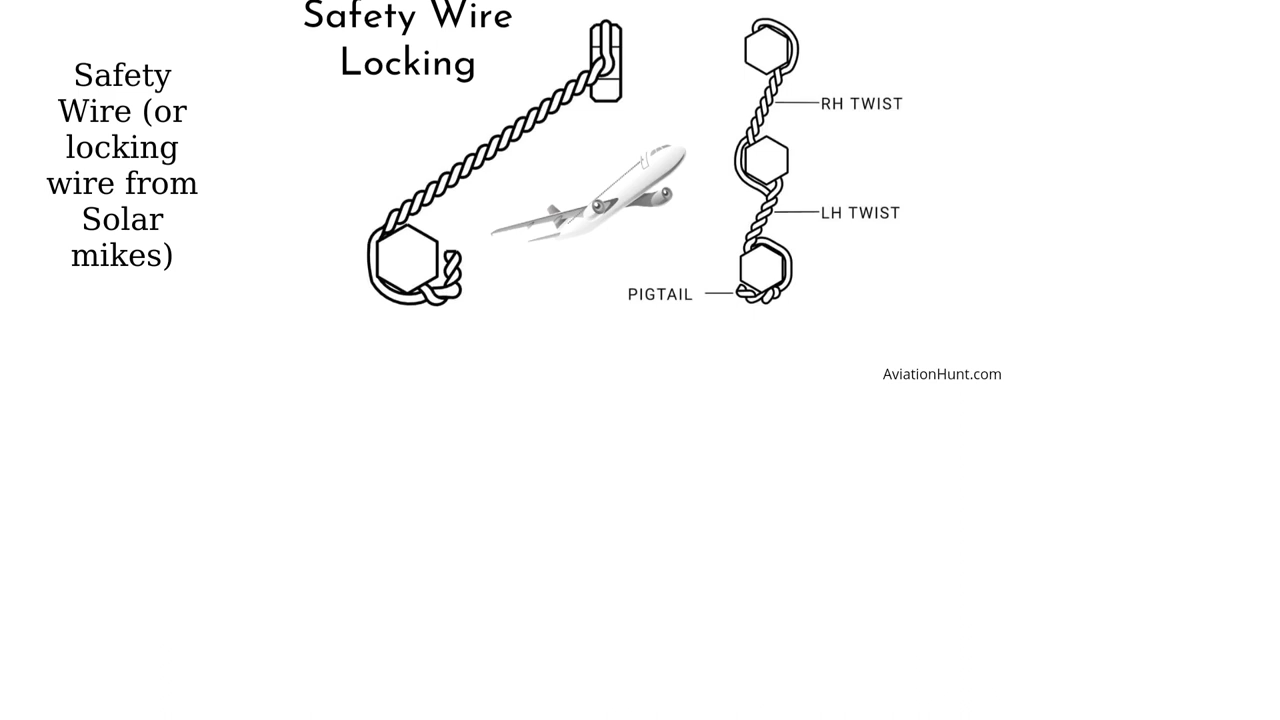 Safety Wire
Locking
Safety
Wire (or
locking
wire from
Solar
mikes)
RH TWIST
LH TWIST
PIGTAIL
AviationHunt.com